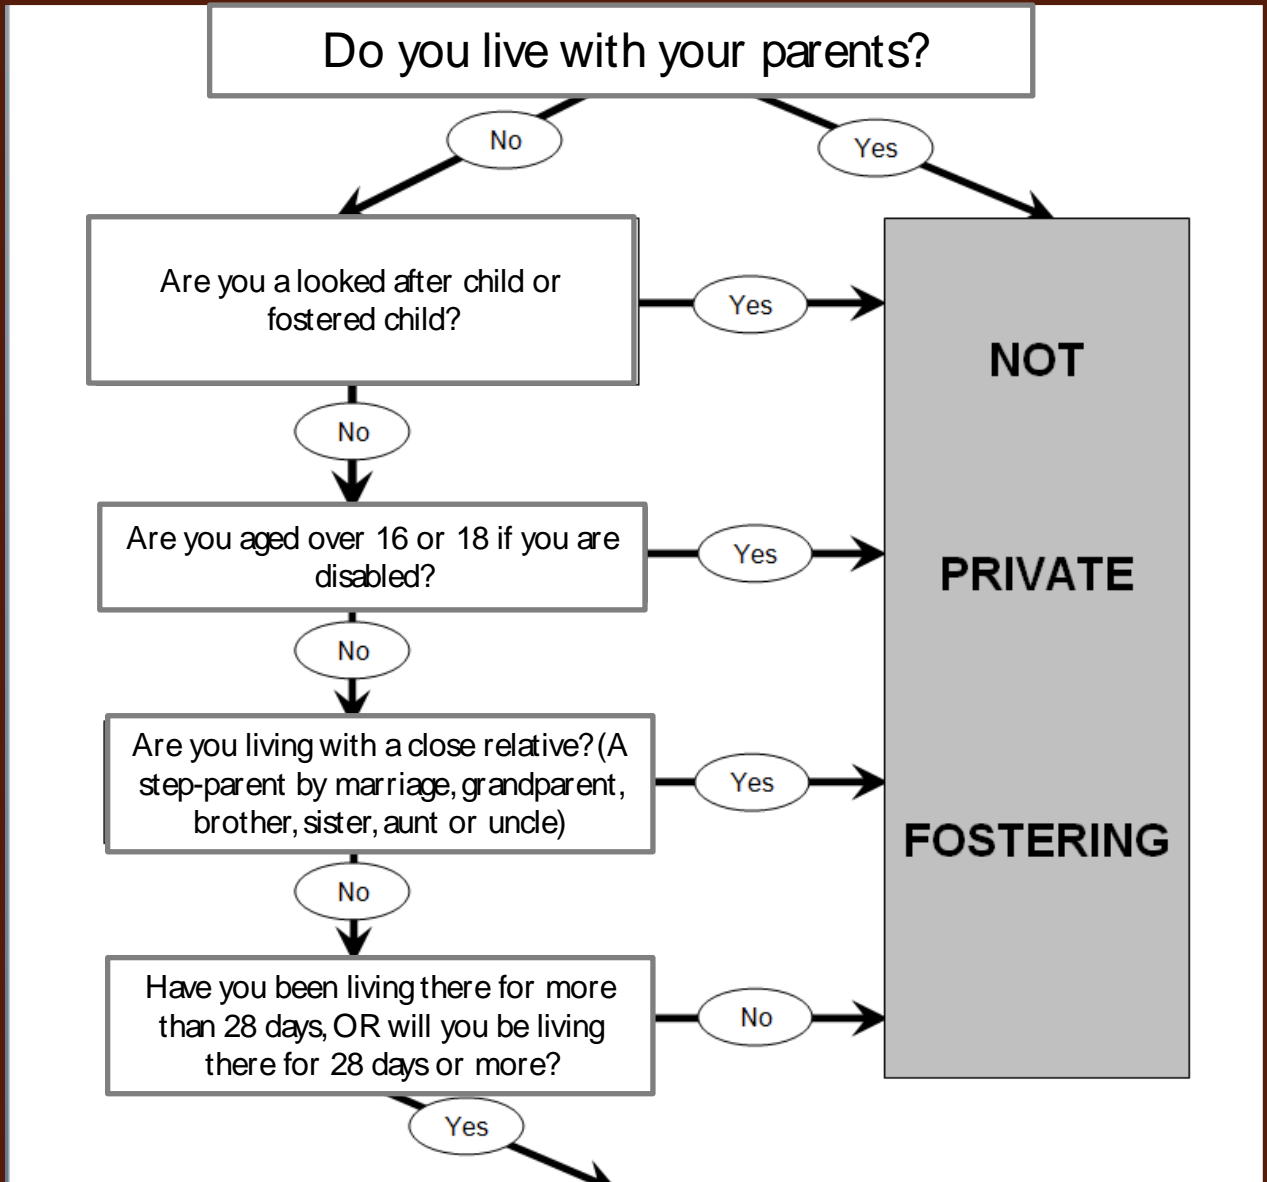 Do you live with your parents?
No
Yes
Are you a looked after child or
fostered child?
Yes
NOT
No
Are you aged over 16 or 18 if you are
disabled?
Yes
PRIVATE
No
Are you living with a close relative? (A
step-parent by marriage, grandparent,
brother, sister, aunt or uncle)
Yes
FOSTERING
No
Have you been living there for more
than 28 days, OR will you be living
there for 28 days or more?
No
Yes